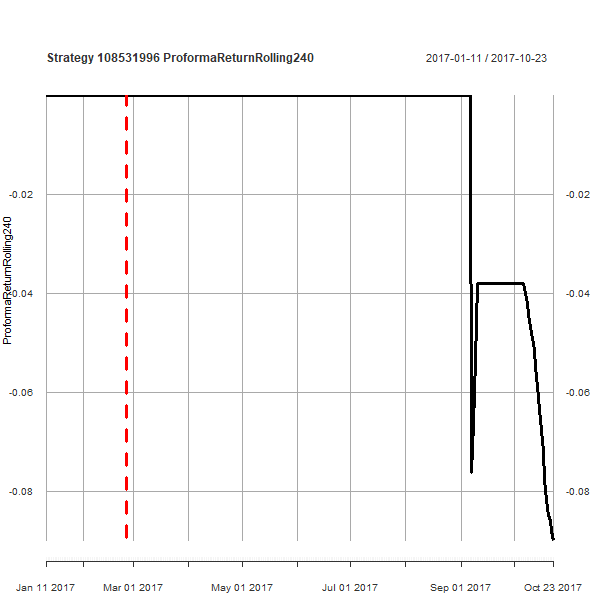 Strategy 108531996 ProformaReturnRolling240
2017-01-11 / 2017-10-23
ProformaReturnRolling240
-0.02 -0.02
-0.04 -0.04
-0.06 -0.06
-0.08 -0.08
Jan 11 2017 Mar 01 2017 May 01 2017 Jul 01 2017 Sep 01 2017 Oct 23 2017